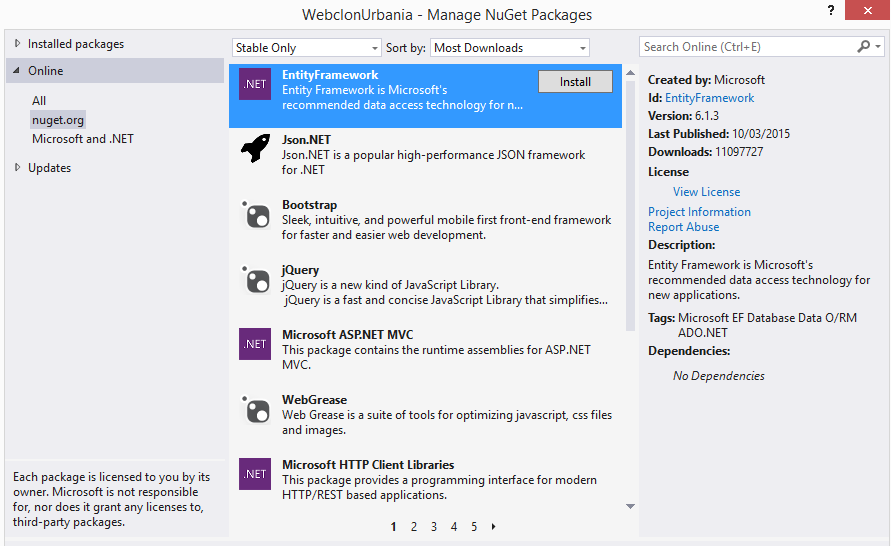 WebclonUrbania - Manage NuGet Packages
?
Installed packages
Online
All
nuget.org
Microsoft and .NET
Updates
Each package is licensed to you by its
owner. Microsoft is not responsible
for, nor does it grant any licenses to,
third-party packages.
Stable Only
Sort by: Most Downloads
.NET
EntityFramework
Install
Entity Framework is Microsoft's
recommended data access technology for n...
Json.NET
Json.NET is a popular high-performance JSON framework
for .NET
Bootstrap
Sleek, intuitive, and powerful mobile first front-end framework
for faster and easier web development.
jQuery
jQuery is a new kind of JavaScript Library.
jQuery is a fast and concise JavaScript Library that simplifies...
.NET
Microsoft ASP.NET MVC
This package contains the runtime assemblies for ASP.NET
MVC.
WebGrease
Web Grease is a suite of tools for optimizing javascript, css files
and images.
.NET
Microsoft HTTP Client Libraries
This package provides a programming interface for modern
HTTP/REST based applications.
1 2 3 4 5
Search Online (Ctrl+E)
Created by: Microsoft
Id: EntityFramework
Version: 6.1.3
Last Published: 10/03/2015
Downloads: 11097727
License
View License
Project Information
Report Abuse
Description:
Entity Framework is Microsoft's
recommended data access technology for
new applications.
Tags: Microsoft EF Database Data O/RM
ADO.NET
Dependencies:
No Dependencies